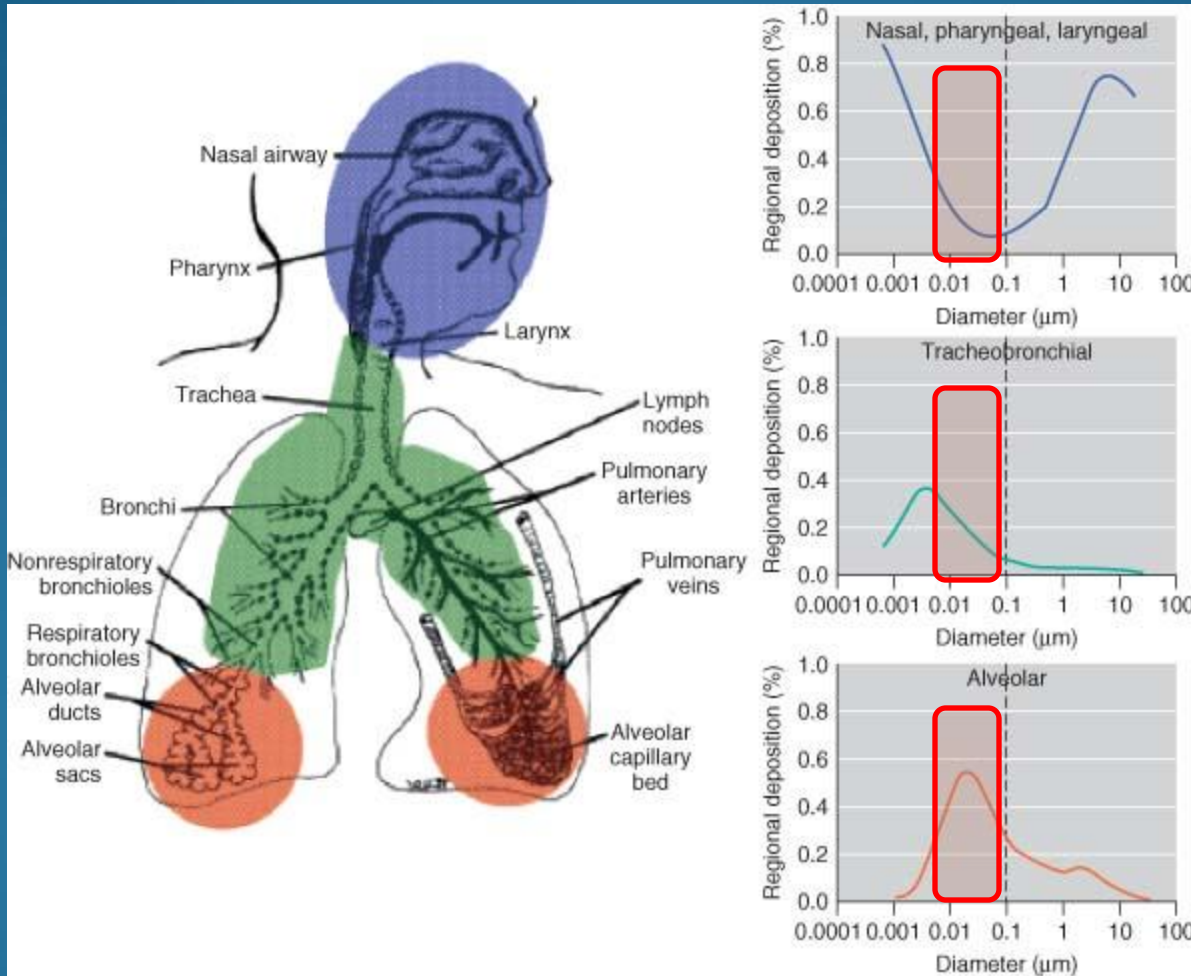 Nasal airway
Pharynx
Larynx
Trachea
Lymph
nodes
Pulmonary
arteries
Bronchi
Nonrespiratory
bronchioles
Pulmonary
veins
Respiratory
bronchioles
Alveolar
ducts
Alveolar
sacs
Alveolar
capillary
bed
Regional deposition (%)
Nasal, pharyngeal, laryngeal
1.0
0.8
0.6
0.4
0.2
0.0
0.0001 0.001 0.01 0.1 1 10 100
Diameter (μm)
Regional deposition (%)
Tracheobronchial
1.0
0.8
0.6
0.4
0.2
0.0
0.0001 0.001 0.01 0.1 1 10 100
Diameter (μm)
Regional deposition (%)
Alveolar
1.0
0.8
0.6
0.4
0.2
0.0
0.0001 0.001 0.01 0.1 1 10 100
Diameter (μm)